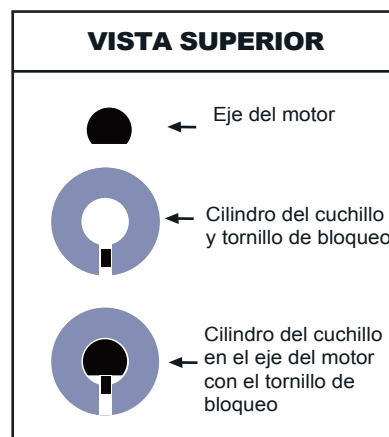 VISTA SUPERIOR
Eje del motor
Cilindro del cuchillo
y tornillo de bloqueo
Cilindro del cuchillo
en el eje del motor
con el tornillo de
bloqueo